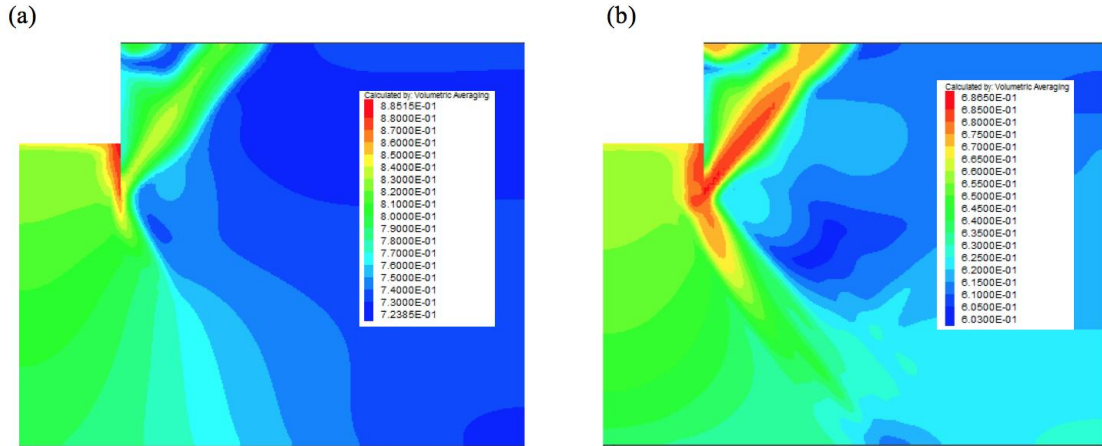 (a)
(b)
Calculated by: Volumetric Averaging
8.8515E-01
8.8000E-01
8.7000E-01
8.6000E-01
8.5000E-01
8.4000E-01
8.3000E-01
8.2000E-01
8.1000E-01
8.0000E-01
7.9000E-01
7.8000E-01
7.7000E-01
7.6000E-01
7.5000E-01
7.4000E-01
7.3000E-01
7.2385E-01
Calculated by: Volumetric Averaging
6.8650E-01
6.8500E-01
6.8000E-01
6.7500E-01
6.7000E-01
6.6500E-01
6.6000E-01
6.5500E-01
6.5000E-01
6.4500E-01
6.4000E-01
6.3500E-01
6.3000E-01
6.2500E-01
6.2000E-01
6.1500E-01
6.1000E-01
6.0500E-01
6.0300E-01